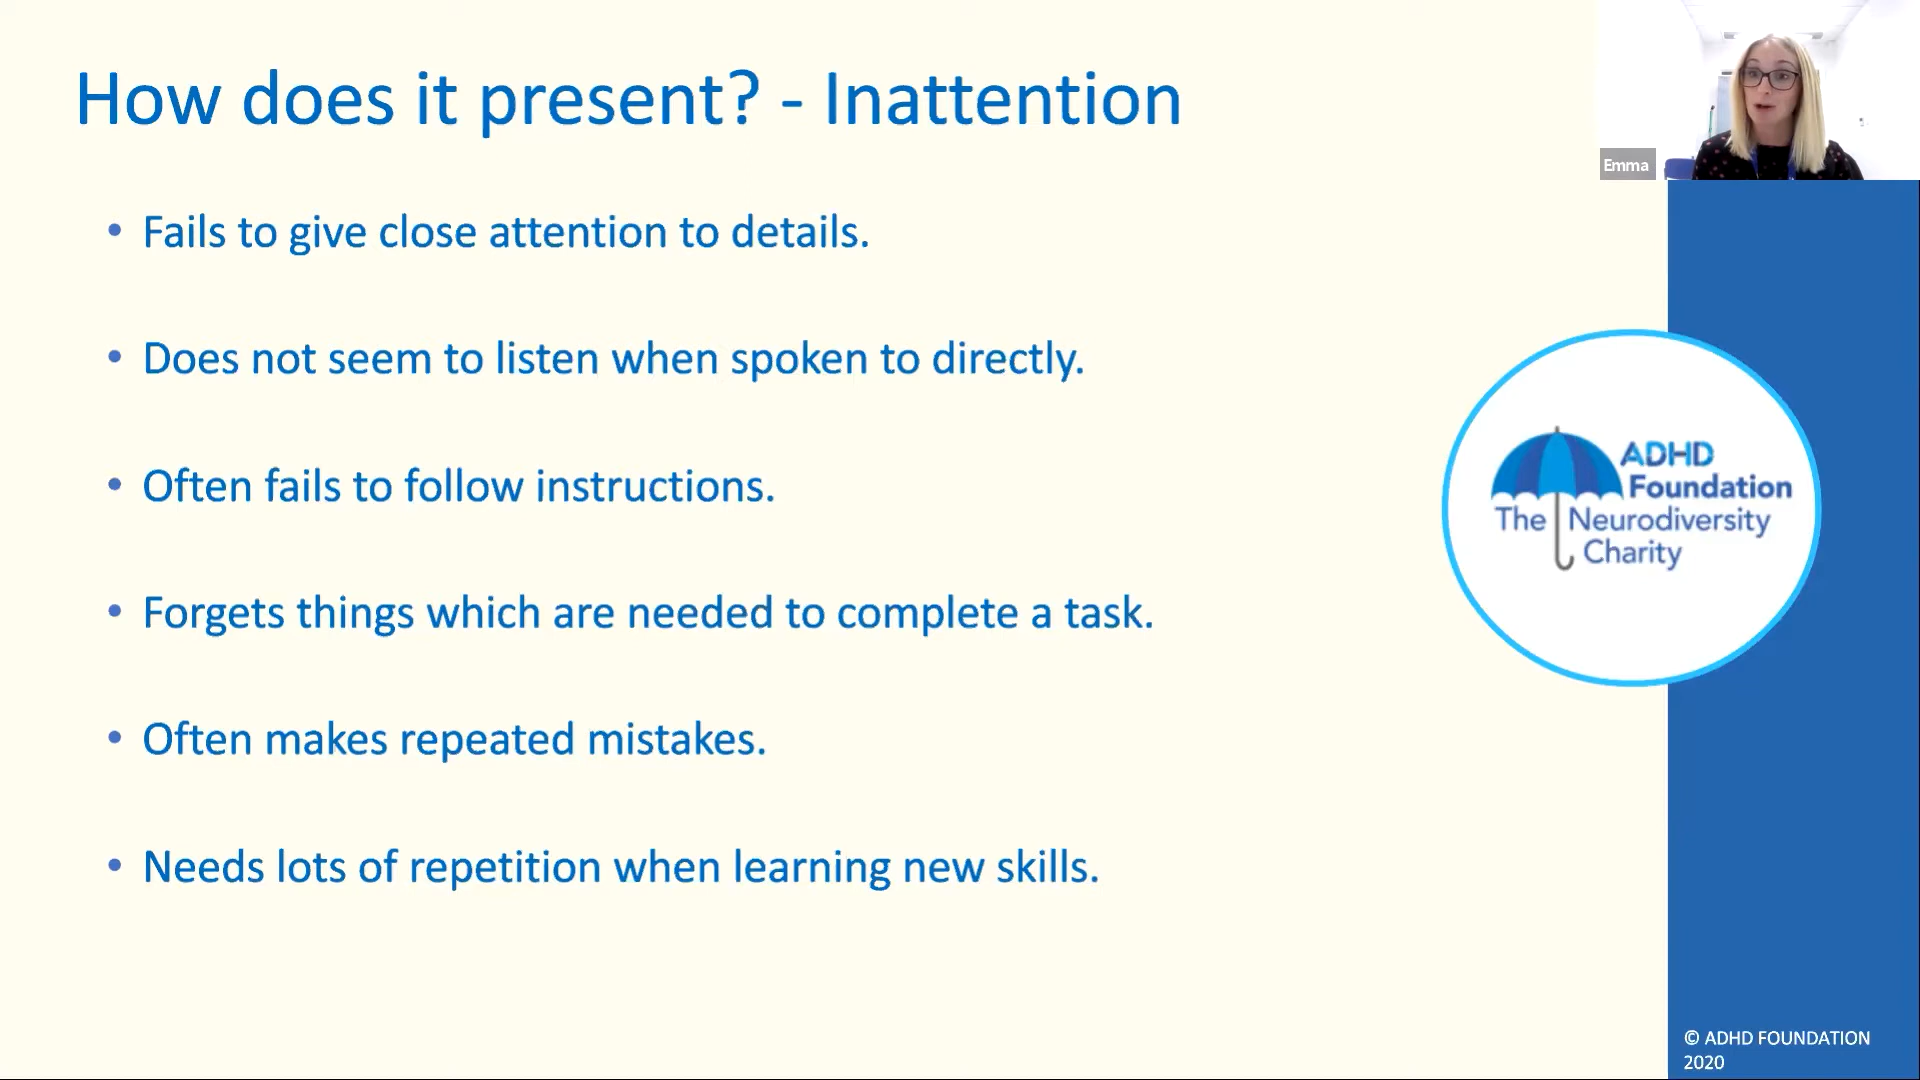 How does it present? - Inattention
Emma
• Fails to give close attention to details.
• Does not seem to listen when spoken to directly.
• Often fails to follow instructions.
• Forgets things which are needed to complete a task.
• Often makes repeated mistakes.
• Needs lots of repetition when learning new skills.
ADHD
Foundation
The Neurodiversity
Charity
© ADHD FOUNDATION
2020